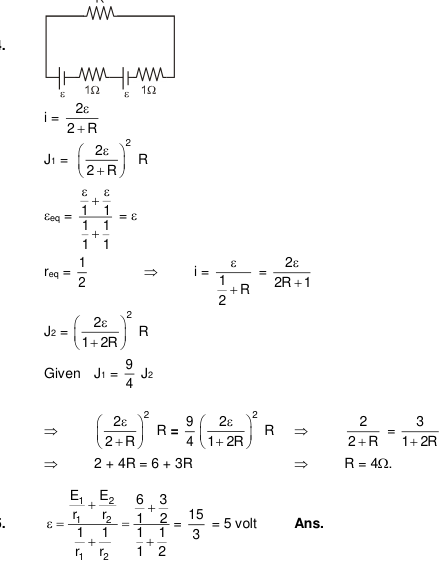 R
ε 1Ω ε 1Ω
i = 2ε / (2 + R)
J₁ = (2ε / (2 + R))² R
εeq = (ε/1 + ε/1) / (1/1 + 1/1) = ε
req = 1/2 ⇒ i = ε / (1/2 + R) = 2ε / (2R + 1)
J₂ = (2ε / (1 + 2R))² R
Given J₁ = 9/4 J₂
⇒ (2ε / (2 + R))² R = 9/4 (2ε / (1 + 2R))² R ⇒ 2 / (2 + R) = 3 / (1 + 2R)
⇒ 2 + 4R = 6 + 3R ⇒ R = 4Ω.
ε = (E₁/r₁ + E₂/r₂) / (1/r₁ + 1/r₂) = (6/1 + 3/2) / (1/1 + 1/2) = 15/3 = 5 volt Ans.